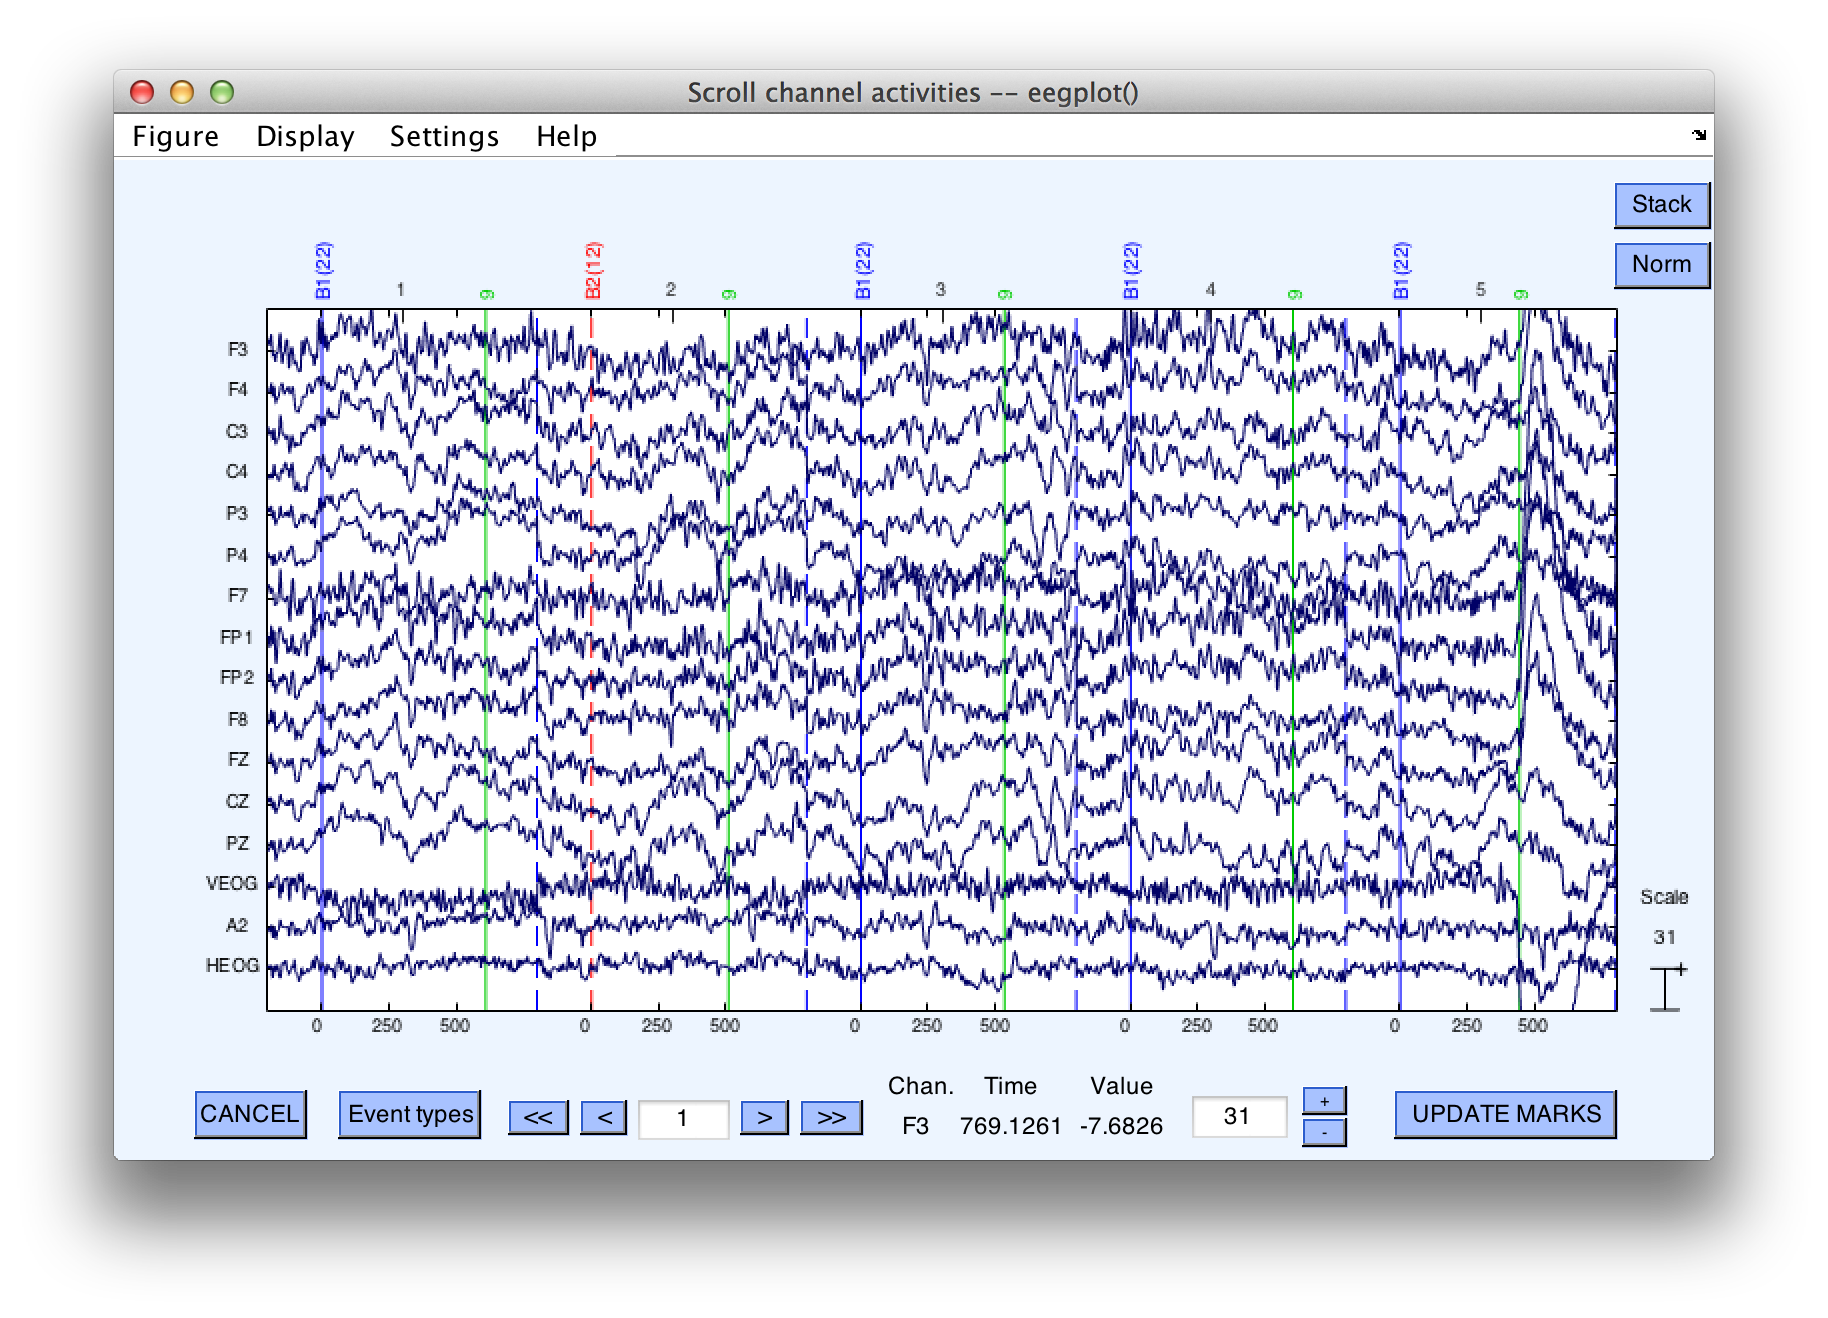 Scroll channel activities -- eegplot()
Figure Display Settings Help
Stack
Norm
B1(22) 1 9 B2(12) 2 9 B1(22) 3 9 B1(22) 4 9 B1(22) 5 9
F3
F4
C3
C4
P3
P4
F7
FP1
FP2
F8
FZ
CZ
PZ
VEOG
A2
HEOG
Scale
31
+
0 250 500 0 250 500 0 250 500 0 250 500 0 250 500
Chan. Time Value
CANCEL Event types << < 1 > >> F3 769.1261 -7.6826 31 + - UPDATE MARKS